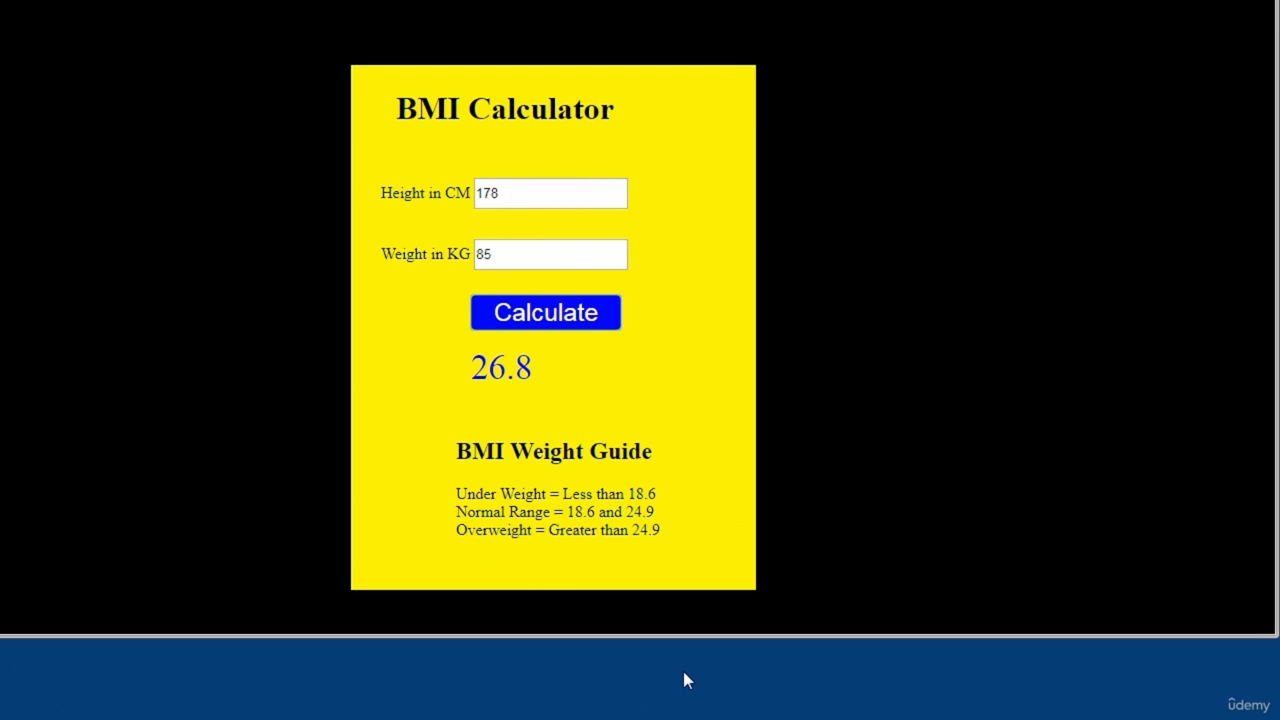 BMI Calculator
Height in CM 178
Weight in KG 85
Calculate
26.8
BMI Weight Guide
Under Weight = Less than 18.6
Normal Range = 18.6 and 24.9
Overweight = Greater than 24.9
ûdemy